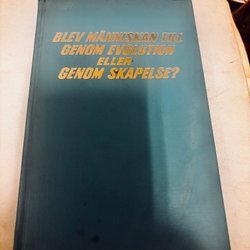 BLEV MÄNNISKAN TILL
GENOM EVOLUTION
ELLER
GENOM SKAPELSE?